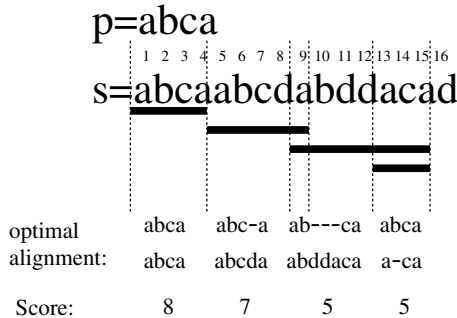 p=abca
1 2 3 4 5 6 7 8 9 10 11 12 13 14 15 16
s=abcaabcdabddacad
abca abc-a ab---ca abca
optimal
alignment:
abca abcda abddaca a-ca
Score: 8 7 5 5